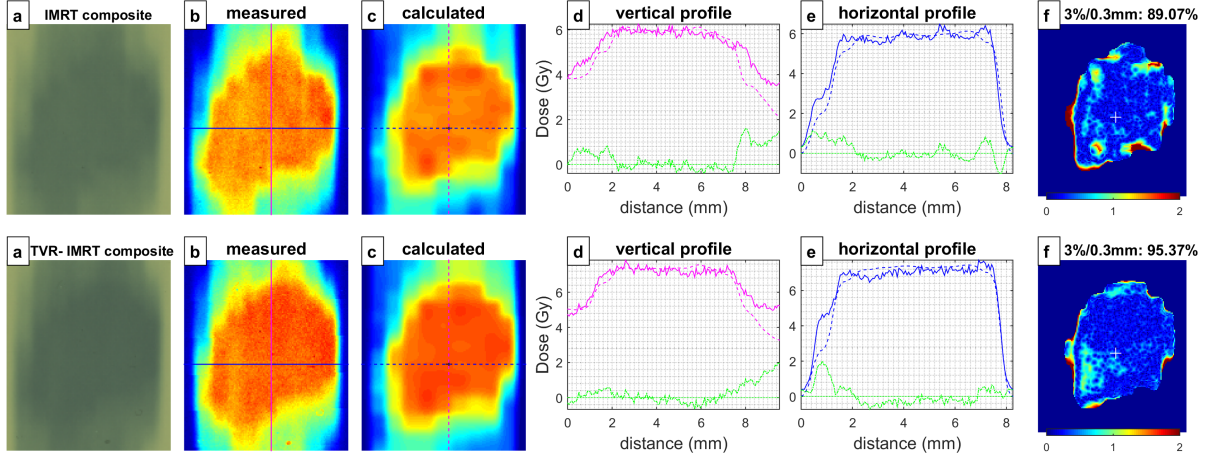 a IMRT composite b measured c calculated d vertical profile e horizontal profile f 3%/0.3mm: 89.07%
Dose (Gy)
6
4
2
0
0 2 4 6 8
distance (mm)
6
4
2
0
0 2 4 6 8
distance (mm)
0 1 2
a TVR- IMRT composite b measured c calculated d vertical profile e horizontal profile f 3%/0.3mm: 95.37%
Dose (Gy)
6
4
2
0
0 2 4 6 8
distance (mm)
6
4
2
0
0 2 4 6 8
distance (mm)
0 1 2